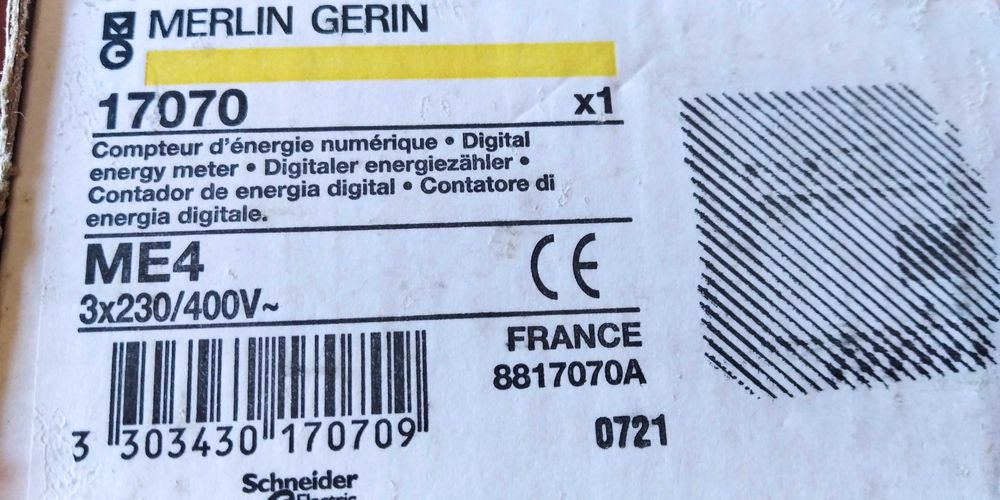 MERLIN GERIN
17070 x1
Compteur d'énergie numérique • Digital
energy meter • Digitaler energiezähler •
Contador de energia digital • Contatore di
energia digitale.
ME4 CE
3x230/400V~
FRANCE
8817070A
3 303430 170709
0721
Schneider
Electric